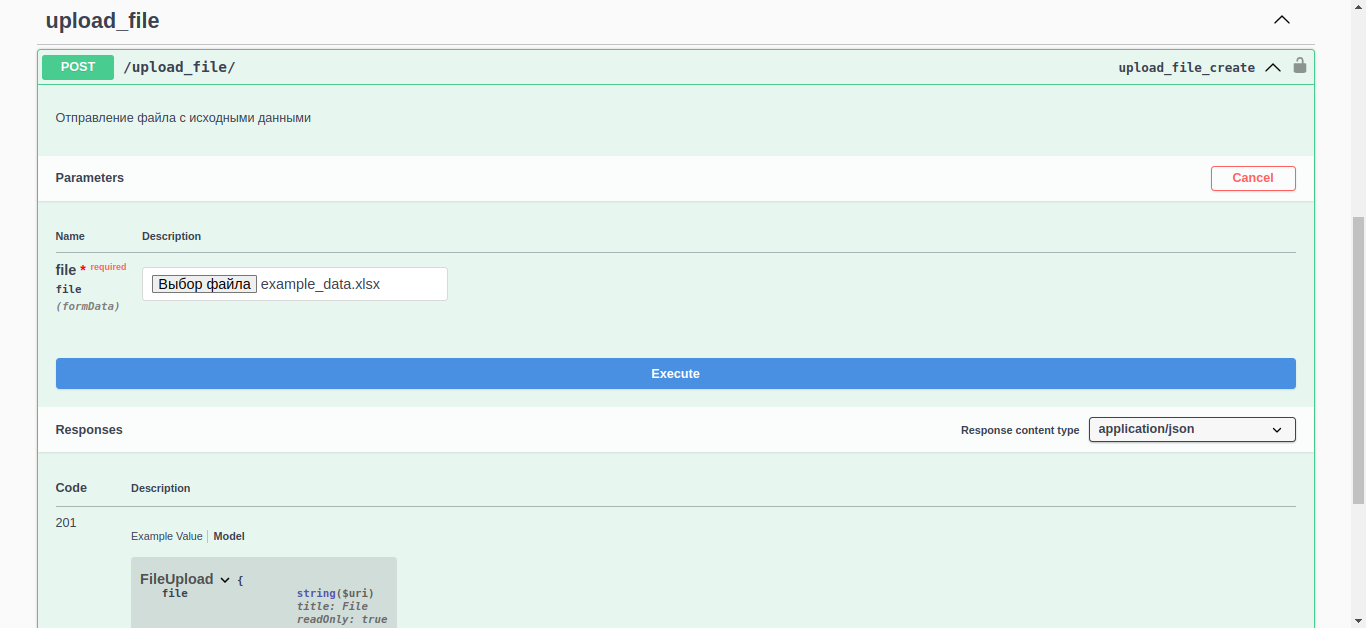 upload_file
POST /upload_file/ upload_file_create
Отправление файла с исходными данными
Parameters Cancel
Name Description
file * required
file
(formData)
Выбор файла example_data.xlsx
Execute
Responses Response content type application/json
Code Description
201
Example Value Model
FileUpload {
file string($uri)
title: File
readOnly: true